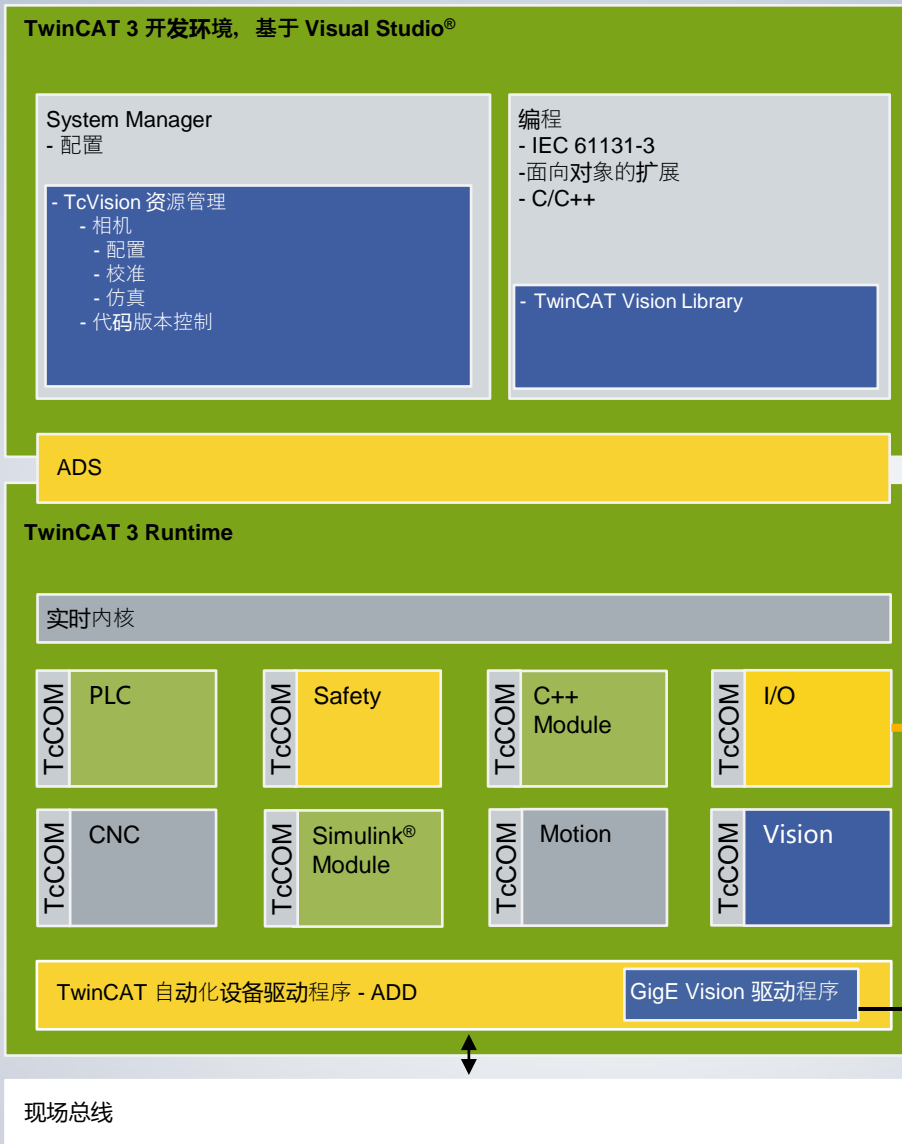 TwinCAT 3 开发环境，基于 Visual Studio®
System Manager
- 配置
- TcVision 资源管理
- 相机
- 配置
- 校准
- 仿真
- 代码版本控制
编程
- IEC 61131-3
-面向对象的扩展
- C/C++
- TwinCAT Vision Library
ADS
TwinCAT 3 Runtime
实时内核
TcCOM
PLC
TcCOM
Safety
TcCOM
C++
Module
TcCOM
I/O
TcCOM
CNC
TcCOM
Simulink®
Module
TcCOM
Motion
TcCOM
Vision
TwinCAT 自动化设备驱动程序 - ADD
GigE Vision 驱动程序
现场总线